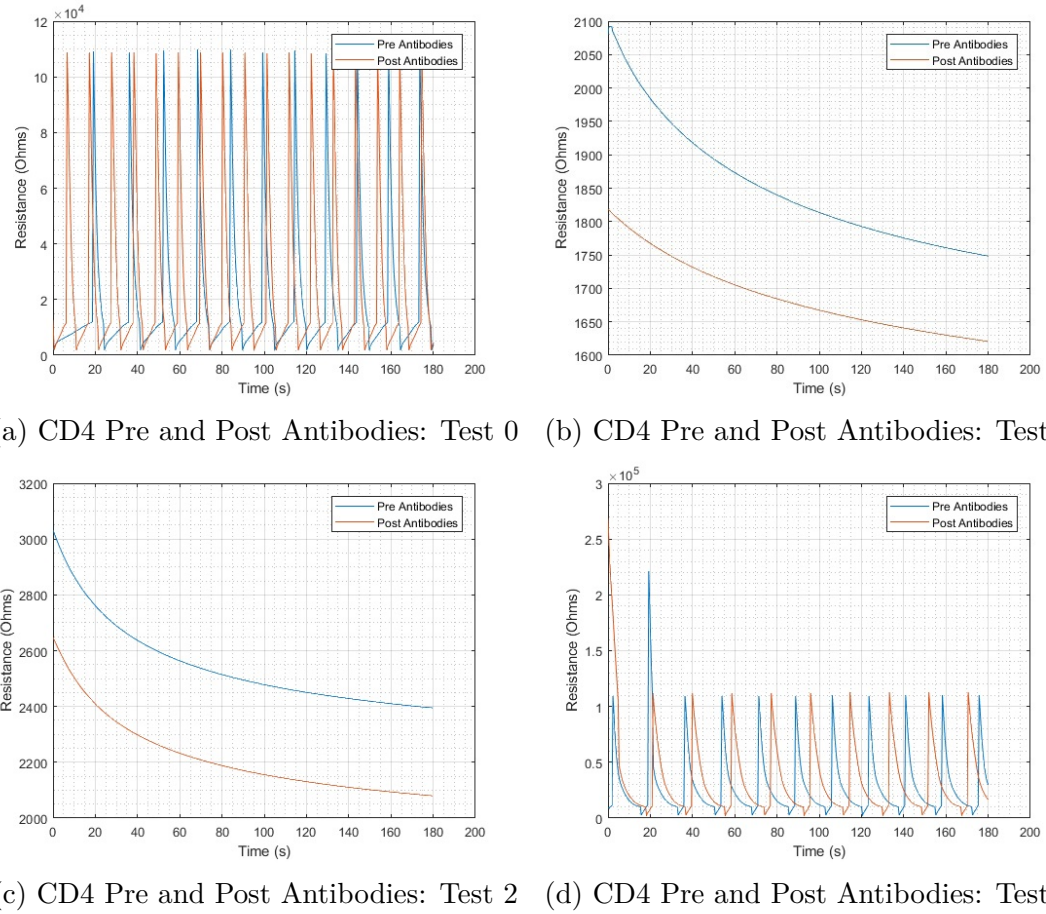 × 10⁴
12
10
8
6
4
2
0
Resistance (Ohms)
Pre Antibodies
Post Antibodies
0 20 40 60 80 100 120 140 160 180 200
Time (s)
a) CD4 Pre and Post Antibodies: Test 0
2100
2050
2000
1950
1900
1850
1800
1750
1700
1650
1600
Resistance (Ohms)
Pre Antibodies
Post Antibodies
0 20 40 60 80 100 120 140 160 180 200
Time (s)
(b) CD4 Pre and Post Antibodies: Test
3200
3000
2800
2600
2400
2200
2000
Resistance (Ohms)
Pre Antibodies
Post Antibodies
0 20 40 60 80 100 120 140 160 180 200
Time (s)
c) CD4 Pre and Post Antibodies: Test 2
× 10⁵
3
2.5
2
1.5
1
0.5
0
Resistance (Ohms)
Pre Antibodies
Post Antibodies
0 20 40 60 80 100 120 140 160 180 200
Time (s)
(d) CD4 Pre and Post Antibodies: Test